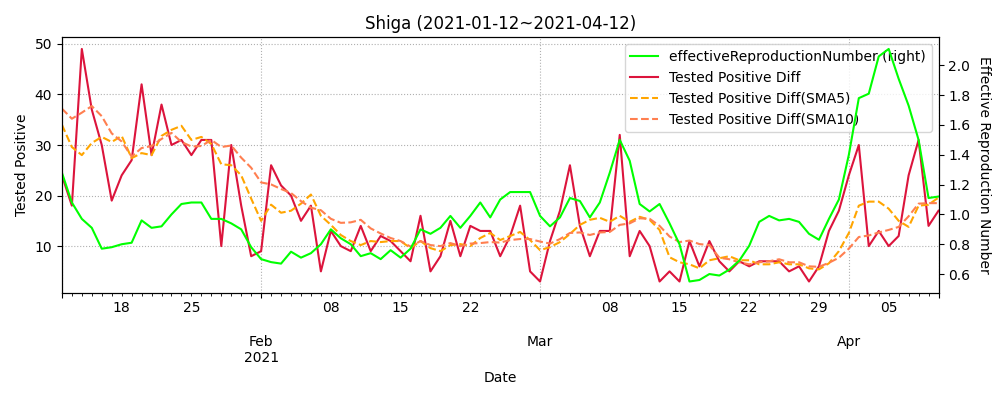 Shiga (2021-01-12~2021-04-12)
effectiveReproductionNumber (right)
Tested Positive Diff
Tested Positive Diff(SMA5)
Tested Positive Diff(SMA10)
Tested Positive
50
40
30
20
10
2.0
1.8
1.6
1.4
1.2
1.0
0.8
0.6
Effective Reproduction Number
18 25 08 15 22 08 15 22 29 05
Feb Mar Apr
2021
Date